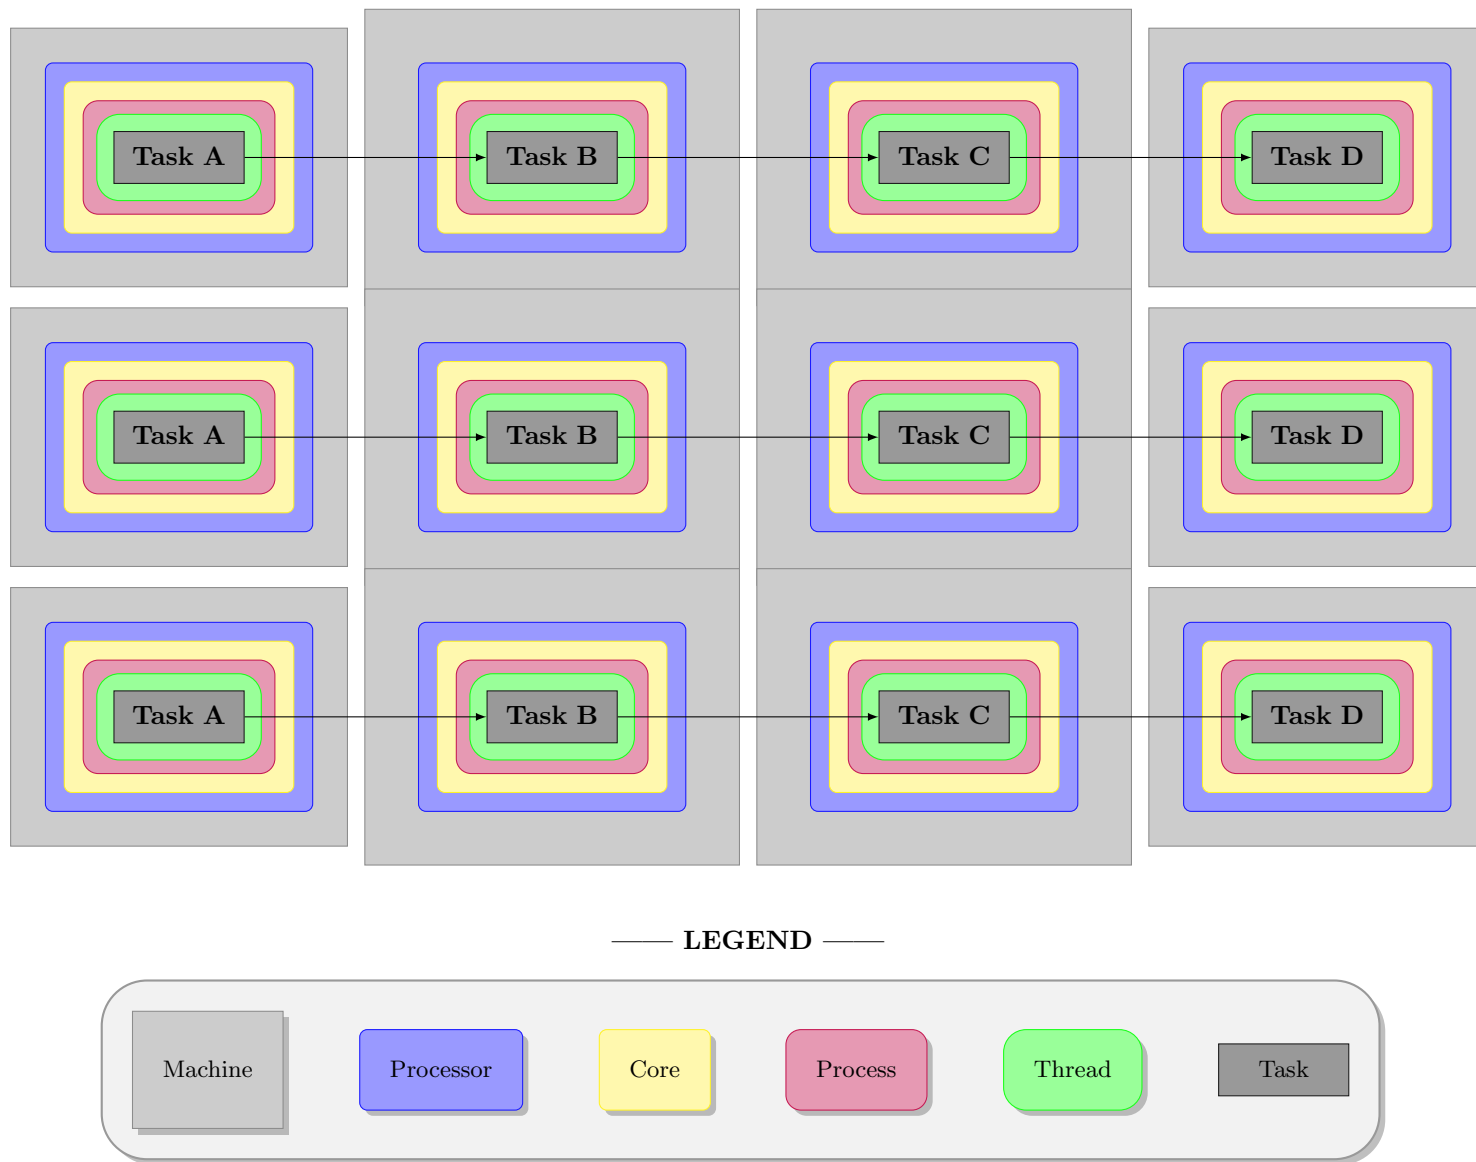 Task A Task B Task C Task D
Task A Task B Task C Task D
Task A Task B Task C Task D
LEGEND
Machine Processor Core Process Thread Task